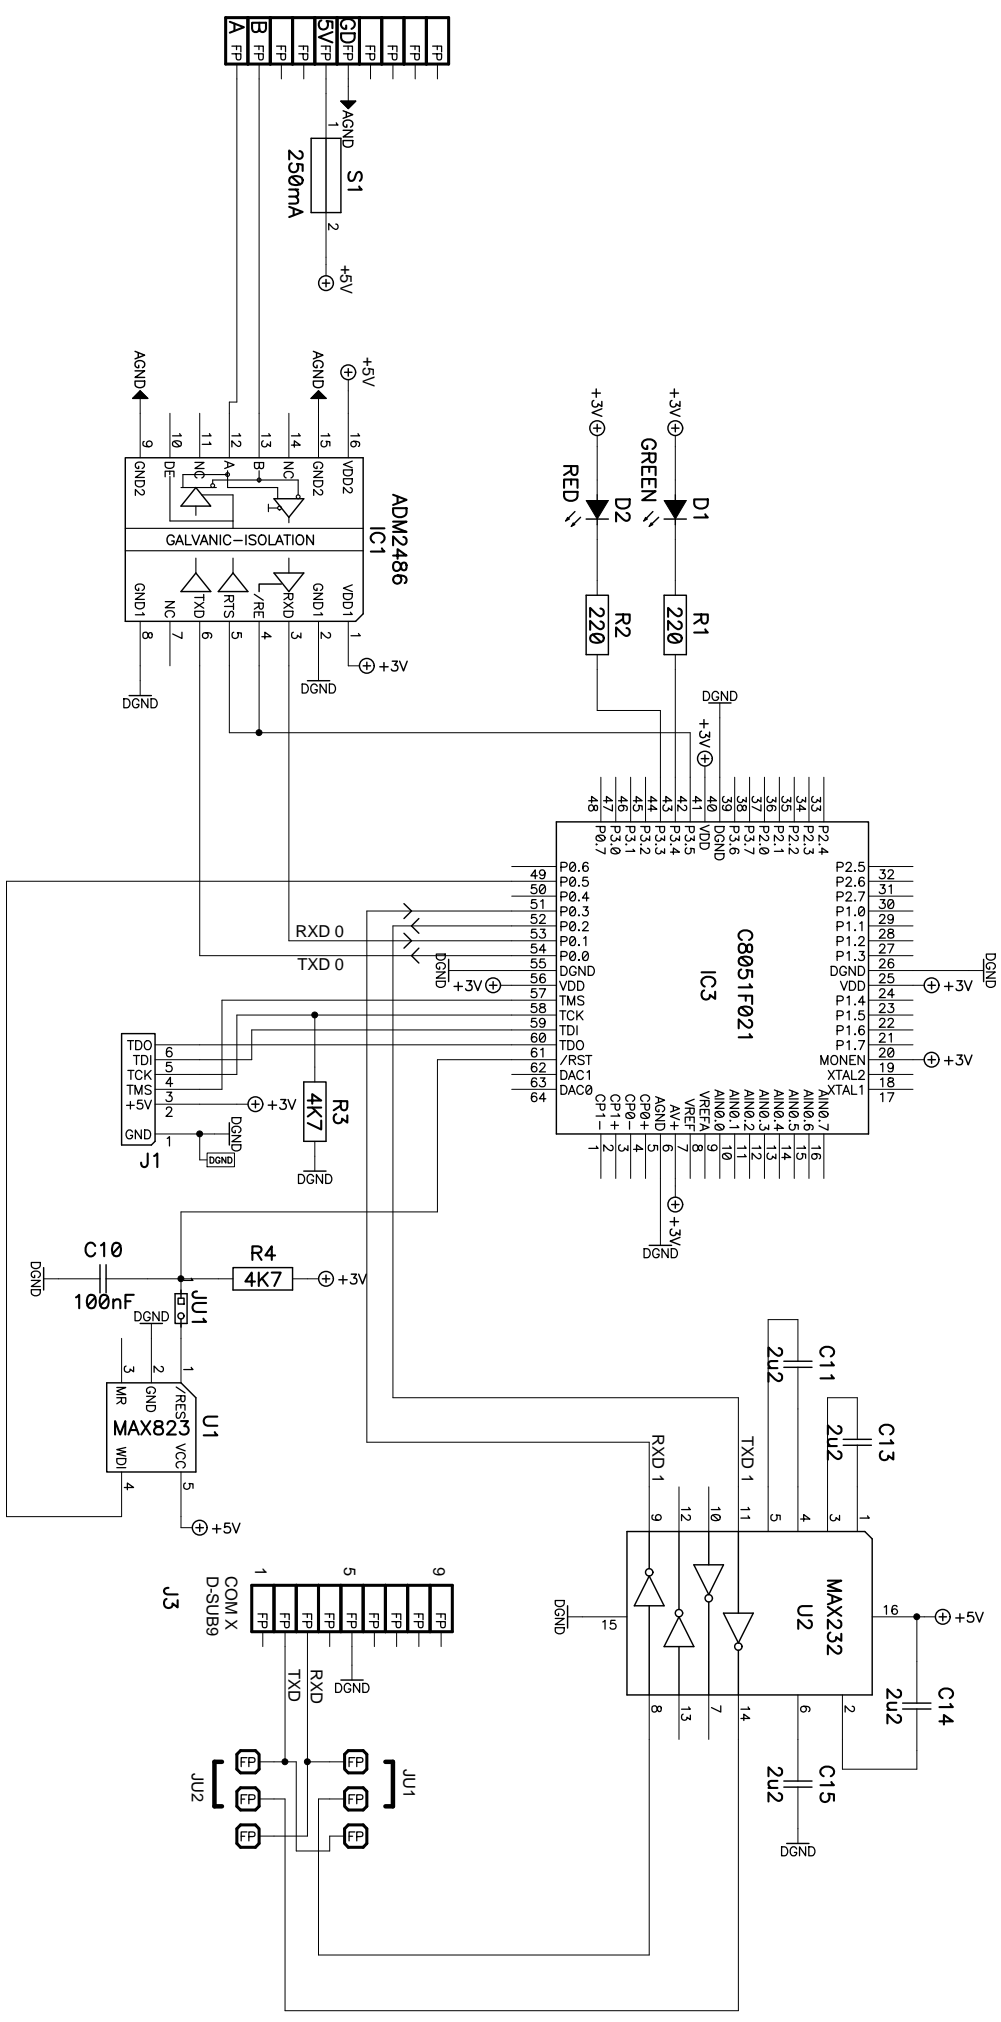 A B 5V GD
FP FP FP FP FP FP FP FP FP FP
AGND
1
S1
250mA
2
+5V
+5V
AGND
AGND
9 10 11 12 13 14 15 16
GND2 DE NC A B NC GND2 VDD2
ADM2486
IC1
GALVANIC-ISOLATION
GND1 NC TXD RTS /RE RXD GND1 VDD1
8 7 6 5 4 3 2 1
DGND
DGND
+3V
+3V
+3V
GREEN
D1
RED
D2
R1
220
R2
220
DGND
+3V
48 47 46 45 44 43 42 41 40 39 38 37 36 35 34 33
P0.7 P3.0 P3.1 P3.2 P3.3 P3.4 P3.5 VDD DGND P3.6 P3.7 P2.0 P2.1 P2.2 P2.3 P2.4
49 P0.6
50 P0.5
51 P0.4
52 P0.3
53 P0.2
54 P0.1
55 P0.0
56 DGND
57 VDD
58 TMS
59 TCK
60 TDI
61 TDO
62 /RST
63 DAC1
64 DAC0
C8051F021
IC3
P2.5 32
P2.6 31
P2.7 30
P1.0 29
P1.1 28
P1.2 27
P1.3 26
DGND 25
VDD 24
P1.4 23
P1.5 22
P1.6 21
P1.7 20
MONEN 19
XTAL2 18
XTAL1 17
DGND
+3V
+3V
RXD 0
TXD 0
DGND
+3V
CP1- CP1+ CP0- CP0+ AGND AV+ VREF VREFA AIN0.0 AIN0.1 AIN0.2 AIN0.3 AIN0.4 AIN0.5 AIN0.6 AIN0.7
1 2 3 4 5 6 7 8 9 10 11 12 13 14 15 16
+3V
DGND
TDO 6
TDI 5
TCK 4
TMS 3
+5V 2
GND 1
J1
+3V
DGND
DGND
R3
4K7
DGND
C10
100nF
DGND
R4
4K7
+3V
JU1
1
DGND
3 2 1
MR GND /RES
MAX823
U1
WDI VCC
4 5
+5V
C11
2u2
C13
2u2
RXD 1
TXD 1
9 12 10 11 5 4 3 1
MAX232
U2
16
+5V
15
DGND
8 13 7 14 6 2
C14
2u2
C15
2u2
DGND
J3
COM X
D-SUB9
1 5 9
FP FP FP FP FP FP FP FP FP
TXD
RXD
DGND
JU2
JU1
FP FP
FP FP
FP FP